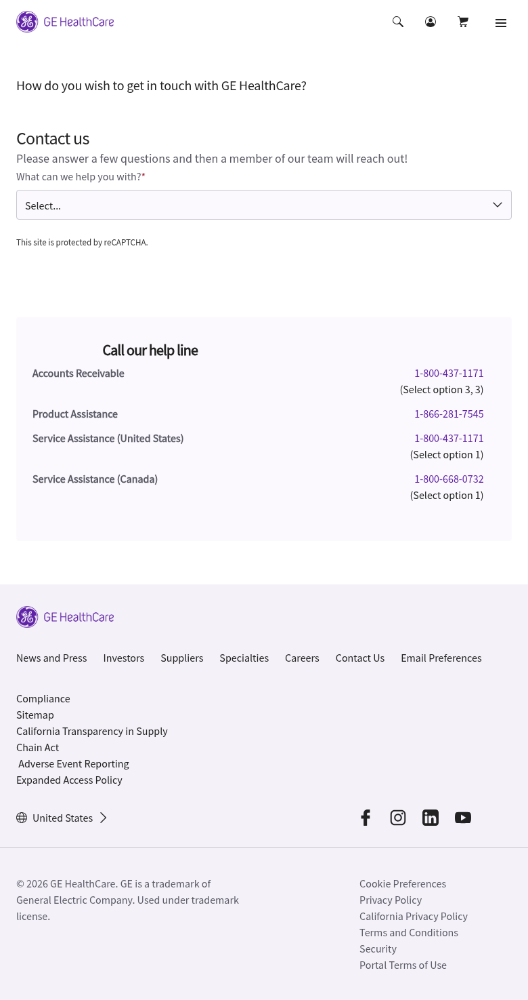 GE HealthCare
How do you wish to get in touch with GE HealthCare?
Contact us
Please answer a few questions and then a member of our team will reach out!
What can we help you with?*
Select...
This site is protected by reCAPTCHA.
Call our help line
Accounts Receivable 1-800-437-1171
(Select option 3, 3)
Product Assistance 1-866-281-7545
Service Assistance (United States) 1-800-437-1171
(Select option 1)
Service Assistance (Canada) 1-800-668-0732
(Select option 1)
GE HealthCare
News and Press Investors Suppliers Specialties Careers Contact Us Email Preferences
Compliance
Sitemap
California Transparency in Supply
Chain Act
Adverse Event Reporting
Expanded Access Policy
United States
© 2026 GE HealthCare. GE is a trademark of
General Electric Company. Used under trademark
license.
Cookie Preferences
Privacy Policy
California Privacy Policy
Terms and Conditions
Security
Portal Terms of Use